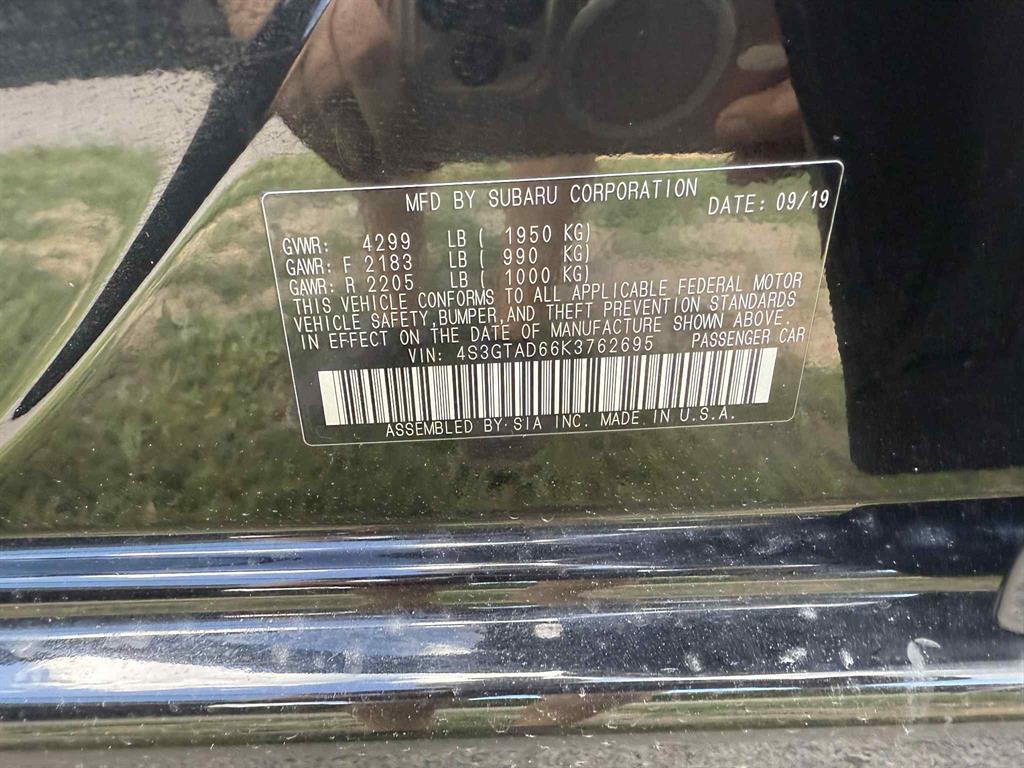 MFD BY SUBARU CORPORATION DATE: 09/19
GVWR: 4299 LB ( 1950 KG)
GAWR: F 2183 LB ( 990 KG)
GAWR: R 2205 LB ( 1000 KG)
THIS VEHICLE CONFORMS TO ALL APPLICABLE FEDERAL MOTOR
VEHICLE SAFETY,BUMPER,AND THEFT PREVENTION STANDARDS
IN EFFECT ON THE DATE OF MANUFACTURE SHOWN ABOVE.
VIN: 4S3GTAD66K3762695 PASSENGER CAR
ASSEMBLED BY SIA INC. MADE IN U.S.A.